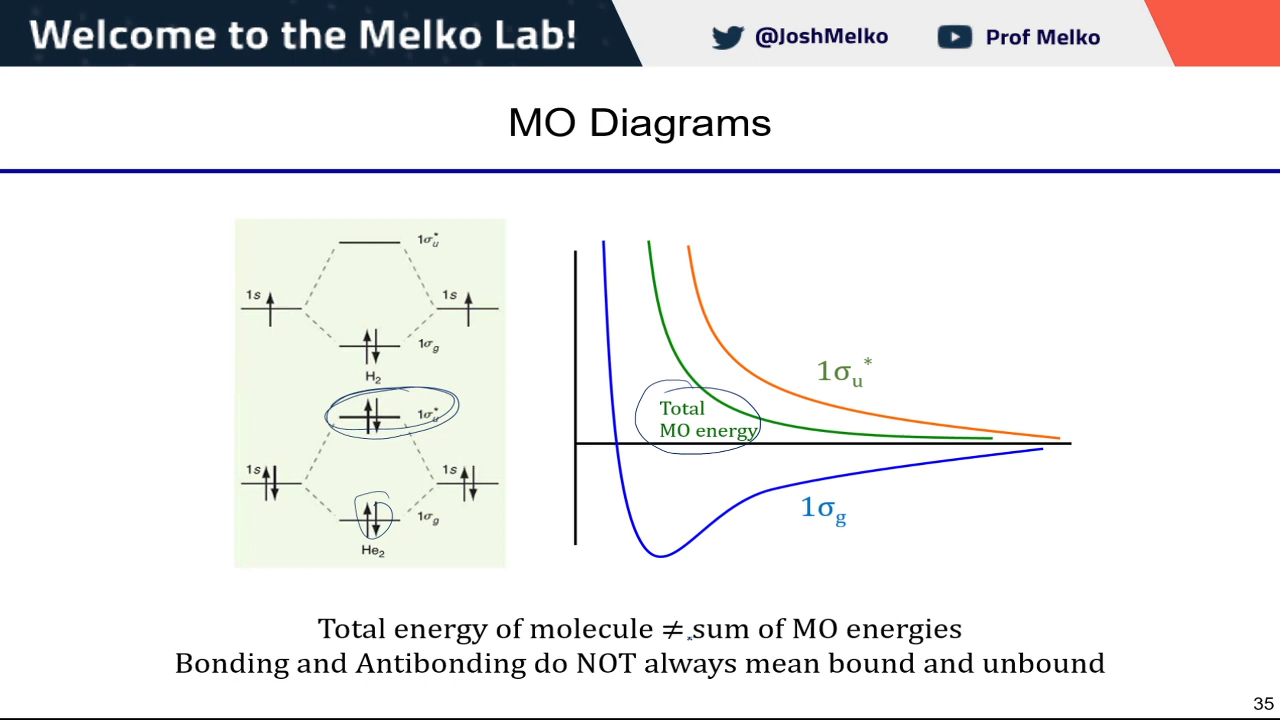 Welcome to the Melko Lab!
@JoshMelko
Prof Melko
MO Diagrams
1σᵤ*
1s
1s
1σg
H₂
1σᵤ*
1s
1s
1σg
He₂
1σᵤ*
Total
MO energy
1σg
Total energy of molecule ≠ sum of MO energies
Bonding and Antibonding do NOT always mean bound and unbound
35